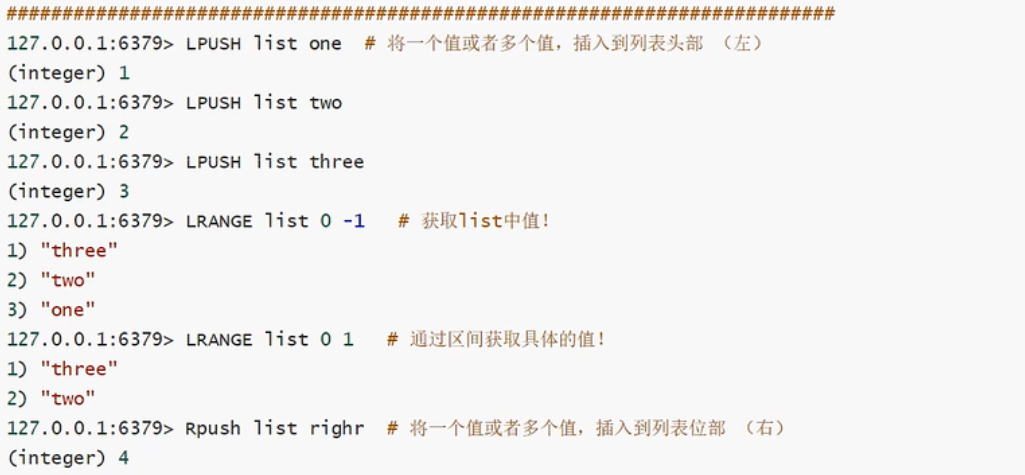 ##########################################################################
127.0.0.1:6379> LPUSH list one  # 将一个值或者多个值，插入到列表头部 （左）
(integer) 1
127.0.0.1:6379> LPUSH list two
(integer) 2
127.0.0.1:6379> LPUSH list three
(integer) 3
127.0.0.1:6379> LRANGE list 0 -1   # 获取list中值！
1) "three"
2) "two"
3) "one"
127.0.0.1:6379> LRANGE list 0 1   # 通过区间获取具体的值！
1) "three"
2) "two"
127.0.0.1:6379> Rpush list righr  # 将一个值或者多个值，插入到列表位部 （右）
(integer) 4